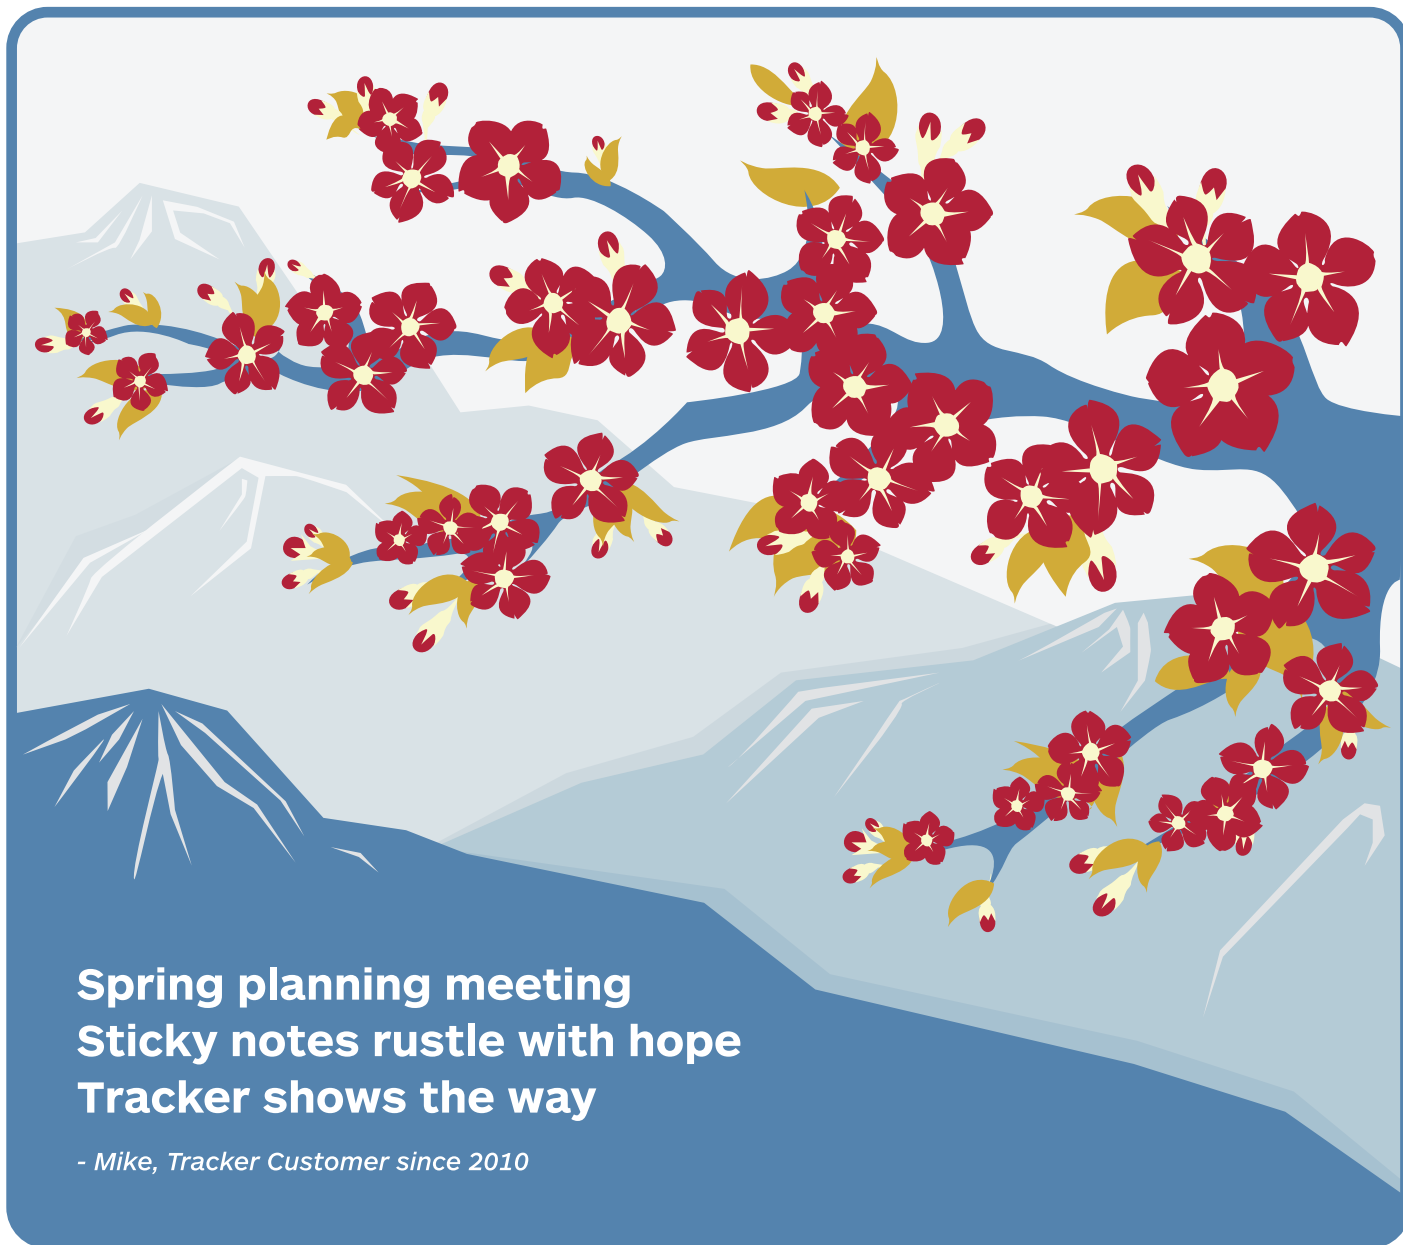 Spring planning meeting
Sticky notes rustle with hope
Tracker shows the way
- Mike, Tracker Customer since 2010